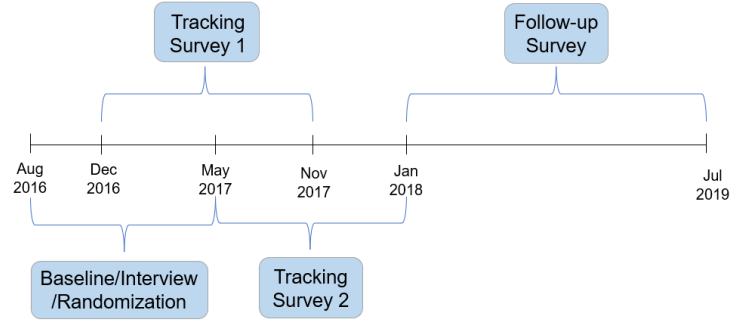 Tracking
Survey 1
Follow-up
Survey
Aug
2016
Dec
2016
May
2017
Nov
2017
Jan
2018
Jul
2019
Baseline/Interview
/Randomization
Tracking
Survey 2